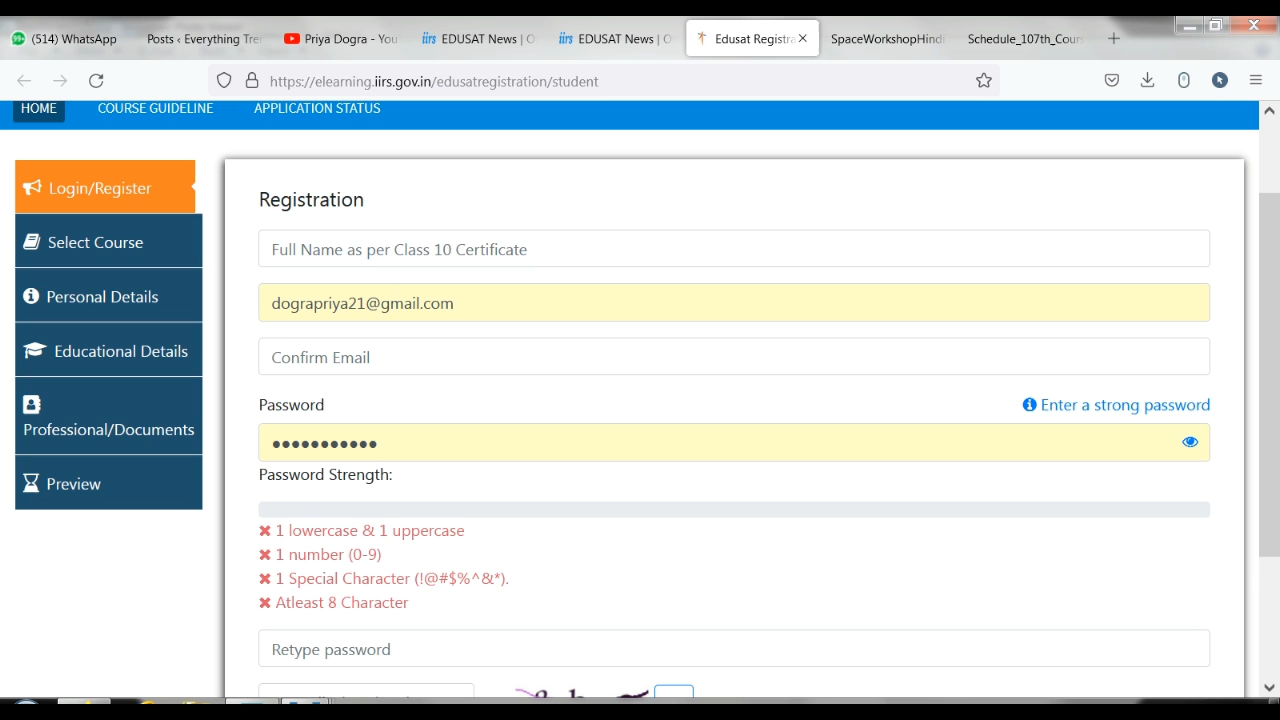 99+ (514) WhatsApp
Posts ‹ Everything Tre
Priya Dogra - You
iirs EDUSAT News | O
iirs EDUSAT News | O
Edusat Registra
SpaceWorkshopHindi
Schedule_107th_Cour
https://elearning.iirs.gov.in/edusatregistration/student
HOME
COURSE GUIDELINE
APPLICATION STATUS
Login/Register
Select Course
Personal Details
Educational Details
Professional/Documents
Preview
Registration
Full Name as per Class 10 Certificate
dograpriya21@gmail.com
Confirm Email
Password
Enter a strong password
Password Strength:
1 lowercase & 1 uppercase
1 number (0-9)
1 Special Character (!@#$%^&*).
Atleast 8 Character
Retype password